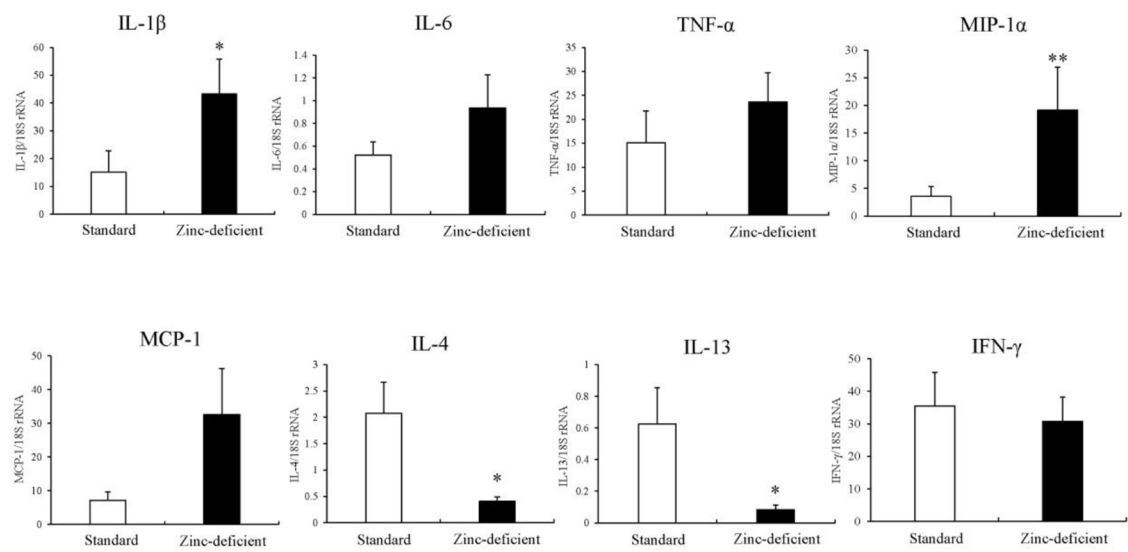 IL-1β
IL-1β/18S rRNA
60
50
40
30
20
10
0
*
Standard Zinc-deficient
IL-6
IL-6/18S rRNA
1.4
1.2
1
0.8
0.6
0.4
0.2
0
Standard Zinc-deficient
TNF-α
TNF-α/18S rRNA
35
30
25
20
15
10
5
0
Standard Zinc-deficient
MIP-1α
MIP-1α/18S rRNA
30
25
20
15
10
5
0
**
Standard Zinc-deficient
MCP-1
MCP-1/18S rRNA
50
40
30
20
10
0
Standard Zinc-deficient
IL-4
IL-4/18S rRNA
3
2.5
2
1.5
1
0.5
0
*
Standard Zinc-deficient
IL-13
IL-13/18S rRNA
1
0.8
0.6
0.4
0.2
0
*
Standard Zinc-deficient
IFN-γ
IFN-γ/18S rRNA
50
40
30
20
10
0
Standard Zinc-deficient